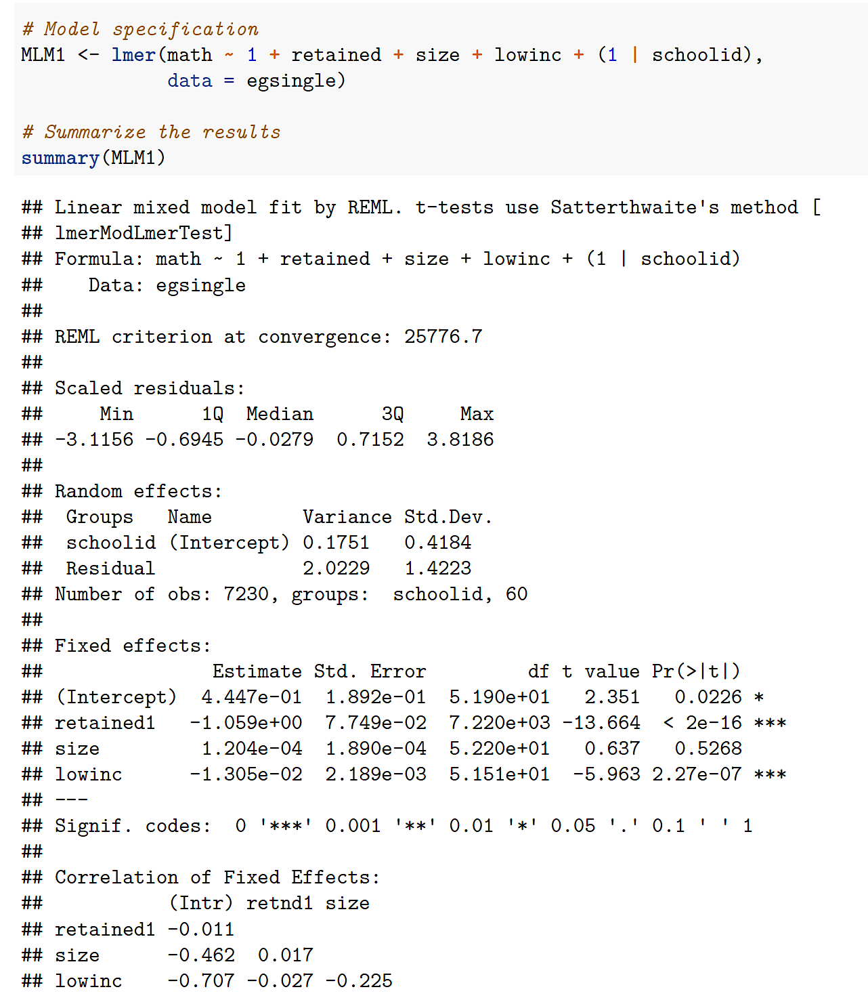 # Model specification
MLM1 <- lmer(math ~ 1 + retained + size + lowinc + (1 | schoolid),
             data = egsingle)
# Summarize the results
summary(MLM1)
## Linear mixed model fit by REML. t-tests use Satterthwaite's method [
## lmerModLmerTest]
## Formula: math ~ 1 + retained + size + lowinc + (1 | schoolid)
##    Data: egsingle
##
## REML criterion at convergence: 25776.7
##
## Scaled residuals:
##     Min      1Q  Median      3Q     Max
## -3.1156 -0.6945 -0.0279  0.7152  3.8186
##
## Random effects:
##  Groups   Name        Variance Std.Dev.
##  schoolid (Intercept) 0.1751   0.4184
##  Residual             2.0229   1.4223
## Number of obs: 7230, groups:  schoolid, 60
##
## Fixed effects:
##               Estimate Std. Error         df t value Pr(>|t|)
## (Intercept)  4.447e-01  1.892e-01  5.190e+01   2.351   0.0226 *
## retained1   -1.059e+00  7.749e-02  7.220e+03 -13.664  < 2e-16 ***
## size         1.204e-04  1.890e-04  5.220e+01   0.637   0.5268
## lowinc      -1.305e-02  2.189e-03  5.151e+01  -5.963 2.27e-07 ***
## ---
## Signif. codes:  0 '***' 0.001 '**' 0.01 '*' 0.05 '.' 0.1 ' ' 1
##
## Correlation of Fixed Effects:
##           (Intr) retnd1 size
## retained1 -0.011
## size      -0.462  0.017
## lowinc    -0.707 -0.027 -0.225